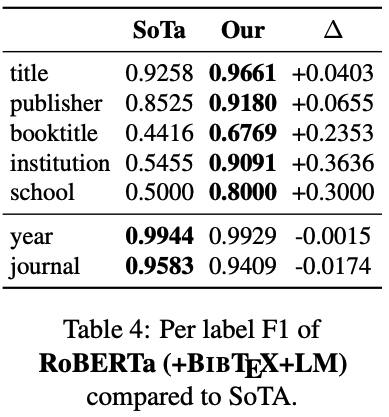 SoTa Our Δ
title 0.9258 0.9661 +0.0403
publisher 0.8525 0.9180 +0.0655
booktitle 0.4416 0.6769 +0.2353
institution 0.5455 0.9091 +0.3636
school 0.5000 0.8000 +0.3000
year 0.9944 0.9929 -0.0015
journal 0.9583 0.9409 -0.0174
Table 4: Per label F1 of
RoBERTa (+BIBTEX+LM)
compared to SoTA.